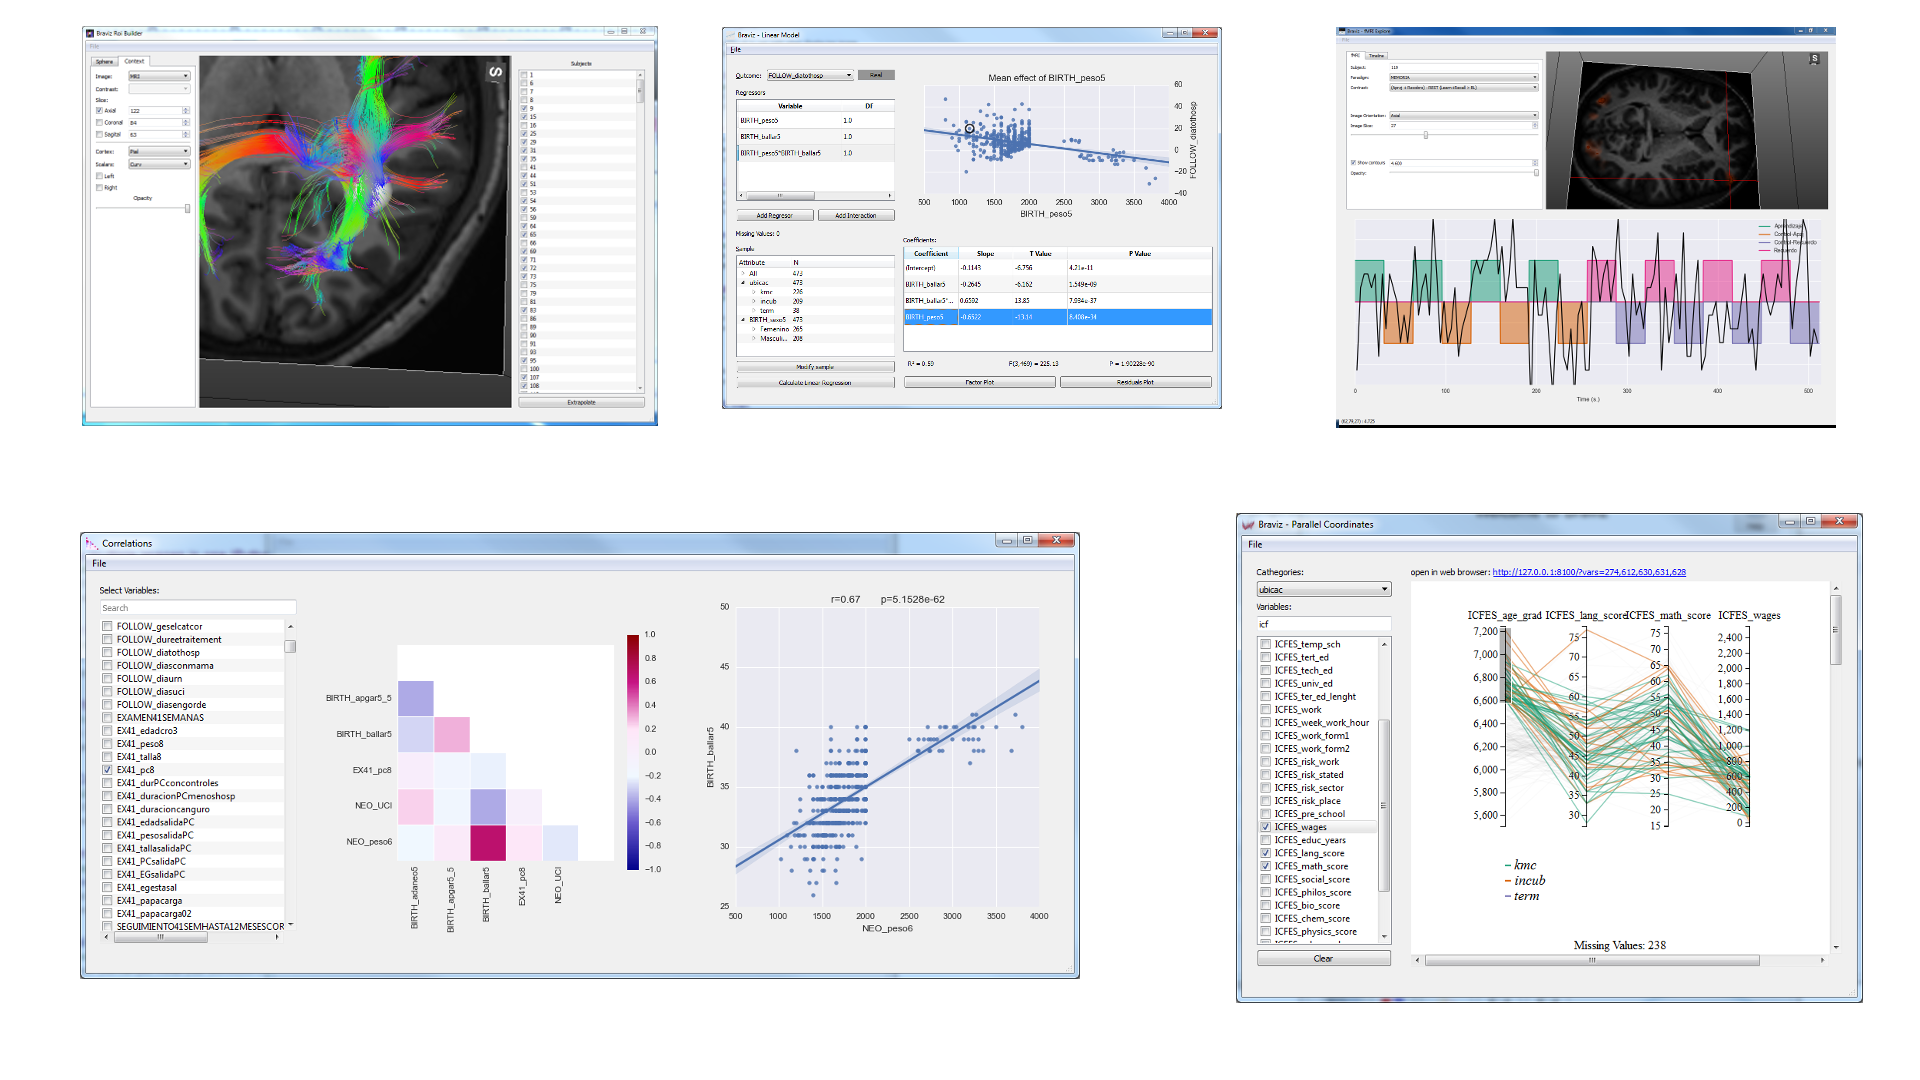 Braviz Roi Builder
File
Sphere Context
Image: MRI
Contrast:
Slice:
Axial 122
Coronal 84
Sagital 63
Cortex: Pial
Scalars: Curv
Left
Right
Opacity
S
Subjects
1
6
7
8
9
15
16
25
29
31
35
41
44
51
53
54
56
59
64
65
66
69
71
72
73
75
79
81
83
86
89
90
91
93
95
100
107
108
Extrapolate
Braviz - Linear Model
File
Outcome: FOLLOW_diatothosp Real
Regressors
Variable DF
BIRTH_peso5 1.0
BIRTH_ballar5 1.0
BIRTH_peso5*BIRTH_ballar5 1.0
Add Regresor Add Interaction
Missing Values: 0
Sample
Attribute N
All 473
ubicac 473
kmc 226
incub 209
term 38
BIRTH_sexo5 473
Femenino 265
Masculi... 208
Modify sample
Calculate Linear Regression
Mean effect of BIRTH_peso5
60
40
20
0
−20
−40
FOLLOW_diatothosp
500 1000 1500 2000 2500 3000 3500 4000
BIRTH_peso5
Coefficients:
Coefficient Slope T Value P Value
(Intercept) -0.1143 -6.756 4.21e-11
BIRTH_ballar5 -0.2645 -6.162 1.549e-09
BIRTH_ballar5*... 0.6502 13.85 7.934e-37
BIRTH_peso5 -0.6522 -13.14 8.408e-34
R² = 0.59 F(3,469) = 225.13 P = 1.90228e-90
Factor Plot Residuals Plot
Braviz - fMRI Explore
File
fMRI Timeline
Subject: 119
Paradigm: MEMORIA
Contrast:
Image Orientation: Axial
Image Slice: 27
Show contours 4.600
Opacity:
S
Aprendizaje
Control-Apr
Control-Recuerdo
Recuerdo
0 100 200 300 400 500
Time (s.)
(62,79,27) : 4.725
Correlations
File
Select Variables:
Search
FOLLOW_geselcatcor
FOLLOW_dureetraitement
FOLLOW_diatothosp
FOLLOW_diasconmama
FOLLOW_diaurn
FOLLOW_diasuci
FOLLOW_diasengorde
EXAMEN41SEMANAS
EX41_edadcro3
EX41_peso8
EX41_talla8
EX41_pc8
EX41_durPCconcontroles
EX41_duracionPCmenoshosp
EX41_duracioncanguro
EX41_edadsalidaPC
EX41_pesosalidaPC
EX41_tallasalidaPC
EX41_PCsalidaPC
EX41_EGsalidaPC
EX41_egestasal
EX41_papacarga
EX41_papacarga02
SEGUIMIENTO41SEMHASTA12MESESCOR
BIRTH_apgar5_5
BIRTH_ballar5
EX41_pc8
NEO_UCI
NEO_peso6
BIRTH_adaneo5
BIRTH_apgar5_5
BIRTH_ballar5
EX41_pc8
NEO_UCI
1.0
0.8
0.6
0.4
0.2
0.0
−0.2
−0.4
−0.6
−0.8
−1.0
r=0.67 p=5.1528e-62
50
45
40
35
30
25
BIRTH_ballar5
500 1000 1500 2000 2500 3000 3500 4000
NEO_peso6
Braviz - Parallel Coordinates
File
Cathegories:
ubicac
Variables:
icf
ICFES_temp_sch
ICFES_tert_ed
ICFES_tech_ed
ICFES_univ_ed
ICFES_ter_ed_lenght
ICFES_work
ICFES_week_work_hour
ICFES_work_form1
ICFES_work_form2
ICFES_risk_work
ICFES_risk_stated
ICFES_risk_sector
ICFES_risk_place
ICFES_pre_school
ICFES_wages
ICFES_educ_years
ICFES_lang_score
ICFES_math_score
ICFES_social_score
ICFES_philos_score
ICFES_bio_score
ICFES_chem_score
ICFES_physics_score
Clear
open in web browser: http://127.0.0.1:8100/?vars=274,612,630,631,628
ICFES_age_grad ICFES_lang_score ICFES_math_score ICFES_wages
7,200
7,000
6,800
6,600
6,400
6,200
6,000
5,800
5,600
75
70
65
60
55
50
45
40
35
30
75
70
65
60
55
50
45
40
35
30
25
20
15
2,400
2,200
2,000
1,800
1,600
1,400
1,200
1,000
800
600
400
200
0
kmc
incub
term
Missing Values: 238